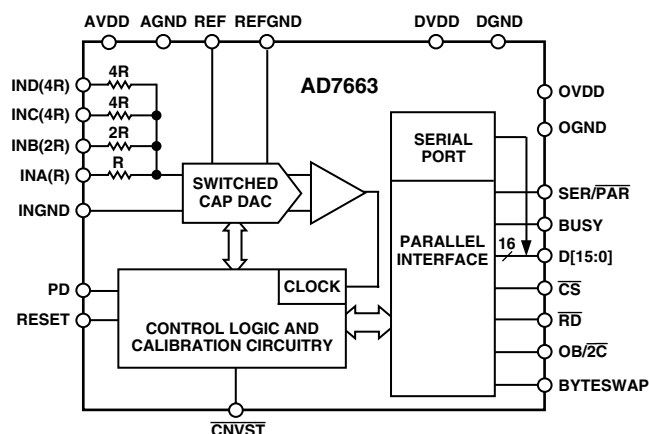 AVDD AGND REF REFGND DVDD DGND
AD7663
IND(4R) 4R
INC(4R) 4R
INB(2R) 2R
INA(R) R
INGND
SWITCHED
CAP DAC
SERIAL
PORT
PARALLEL
INTERFACE
16
CLOCK
CONTROL LOGIC AND
CALIBRATION CIRCUITRY
PD
RESET
CNVST
OVDD
OGND
SER/PAR
BUSY
D[15:0]
CS
RD
OB/2C
BYTESWAP